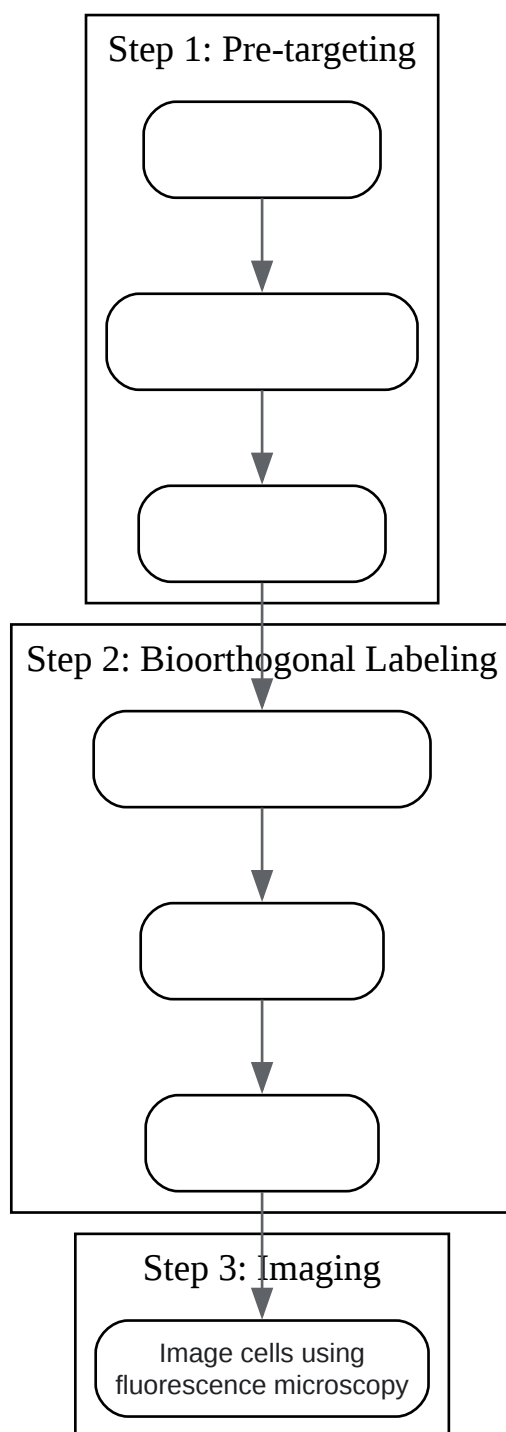 Step 1: Pre-targeting
Step 2: Bioorthogonal Labeling
Step 3: Imaging
Image cells using
fluorescence microscopy